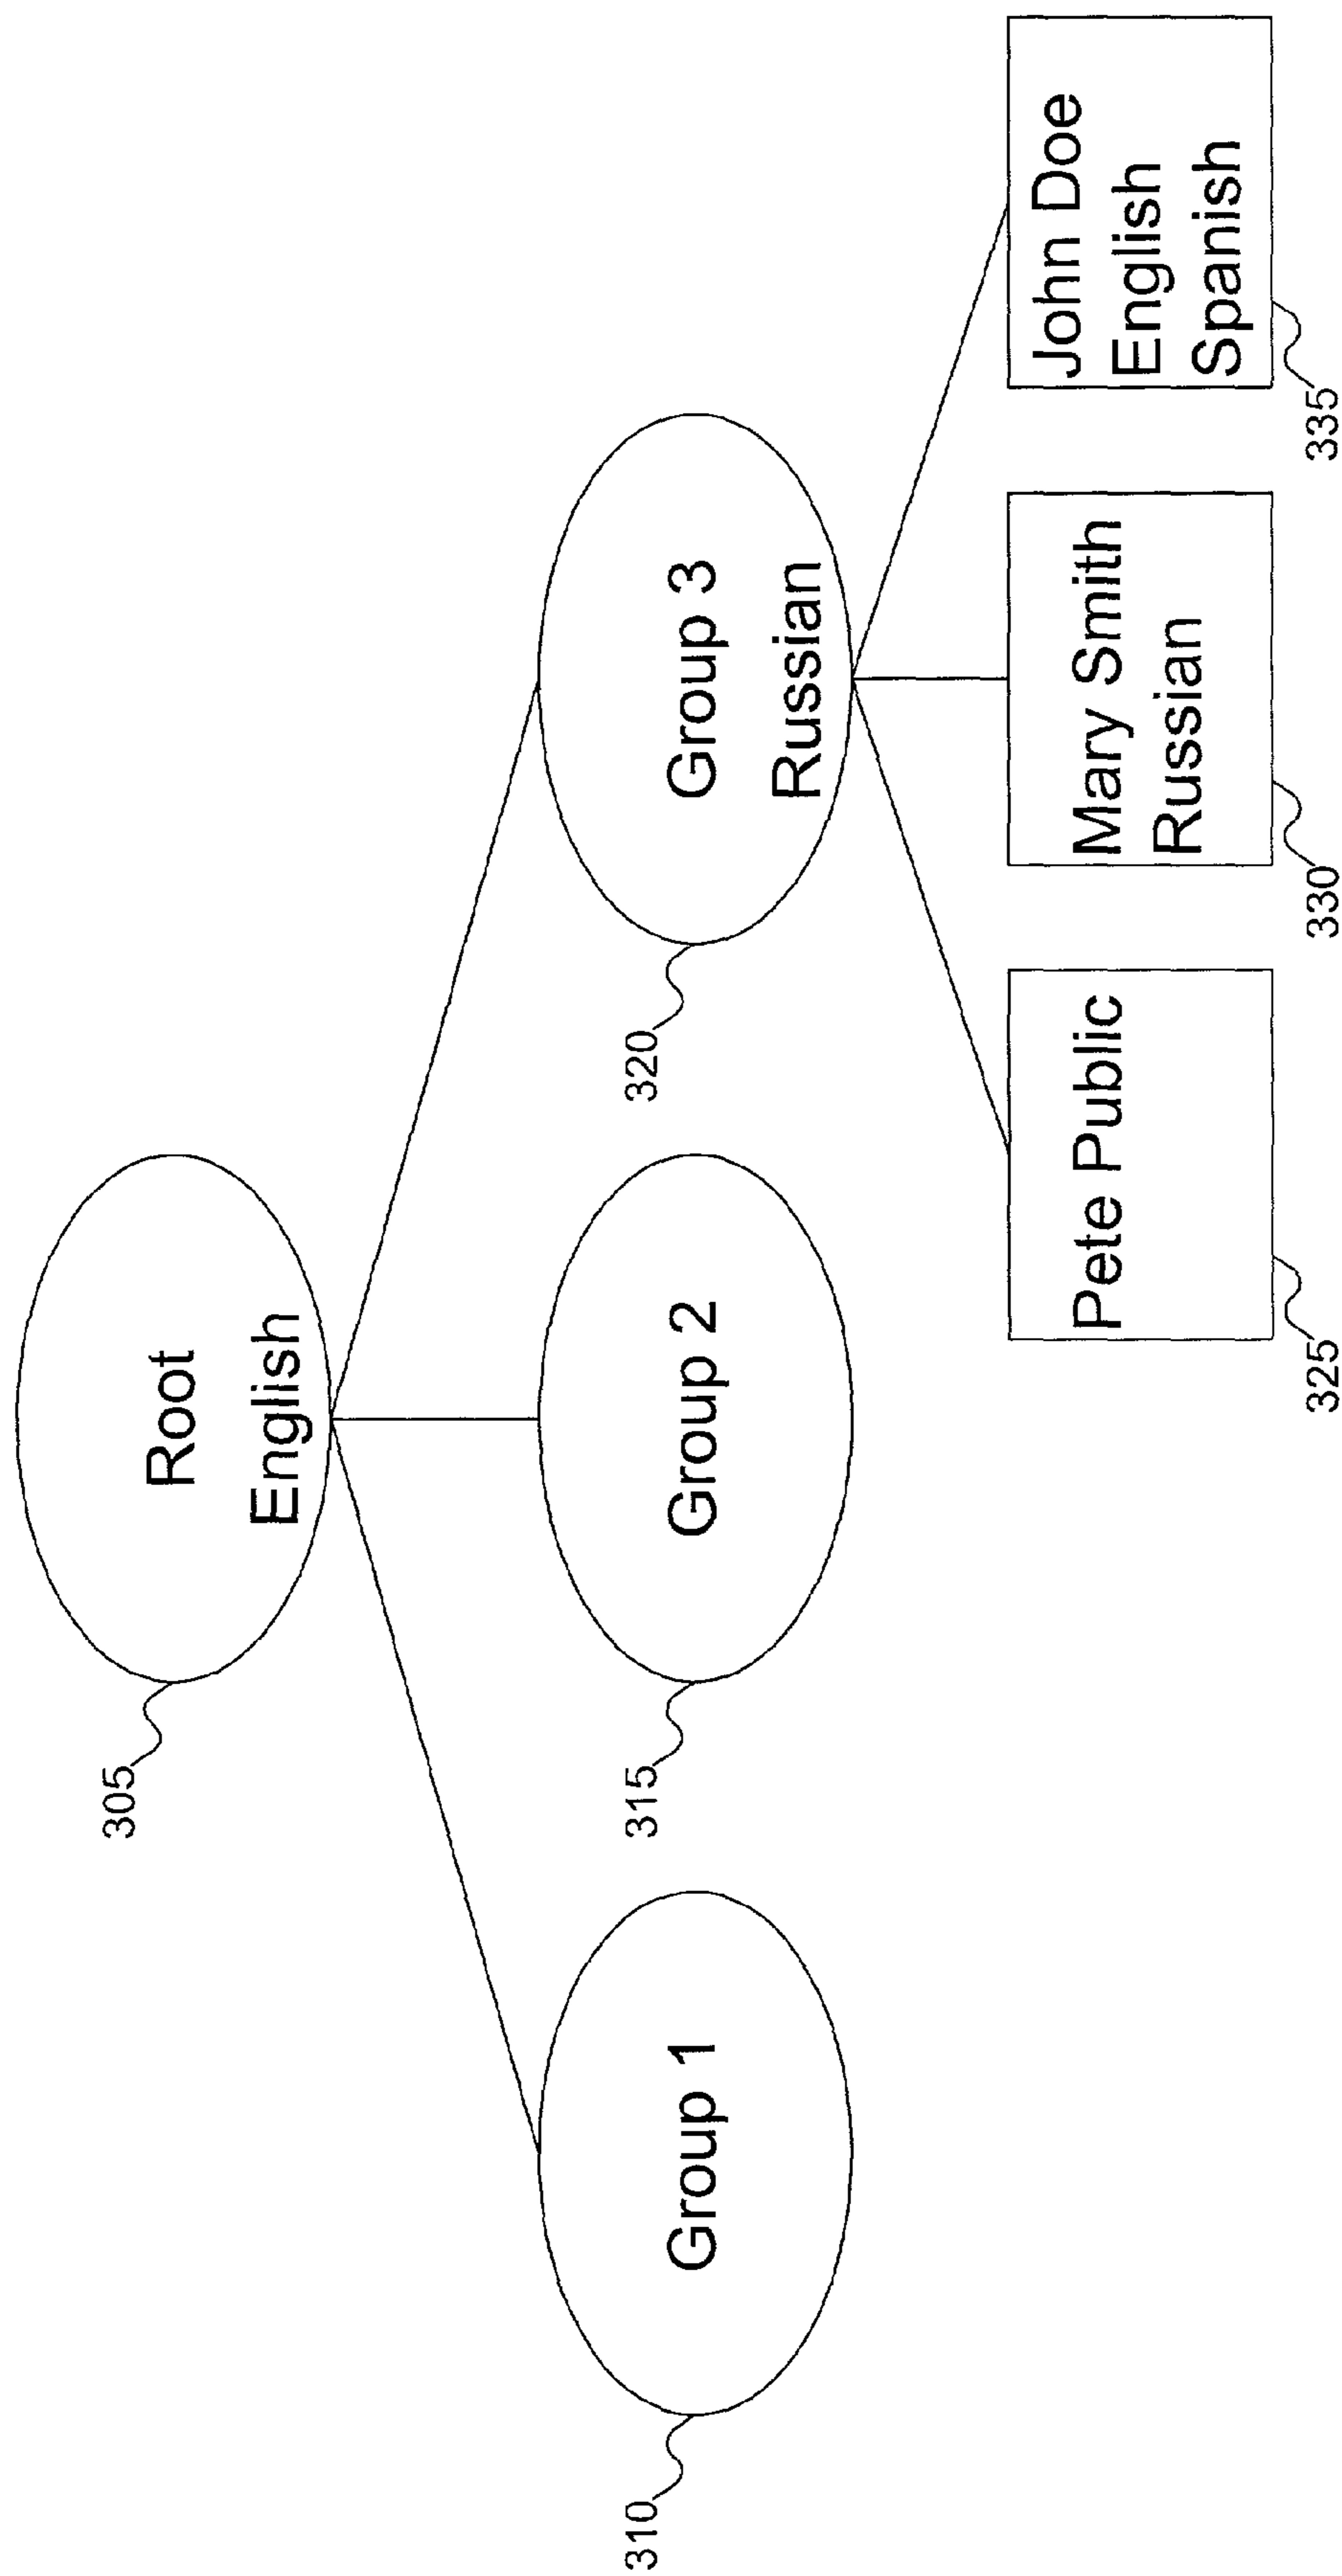 Root
English
305
Group 1
310
Group 2
315
Group 3
Russian
320
Pete Public
325
Mary Smith
Russian
330
John Doe
English
Spanish
335